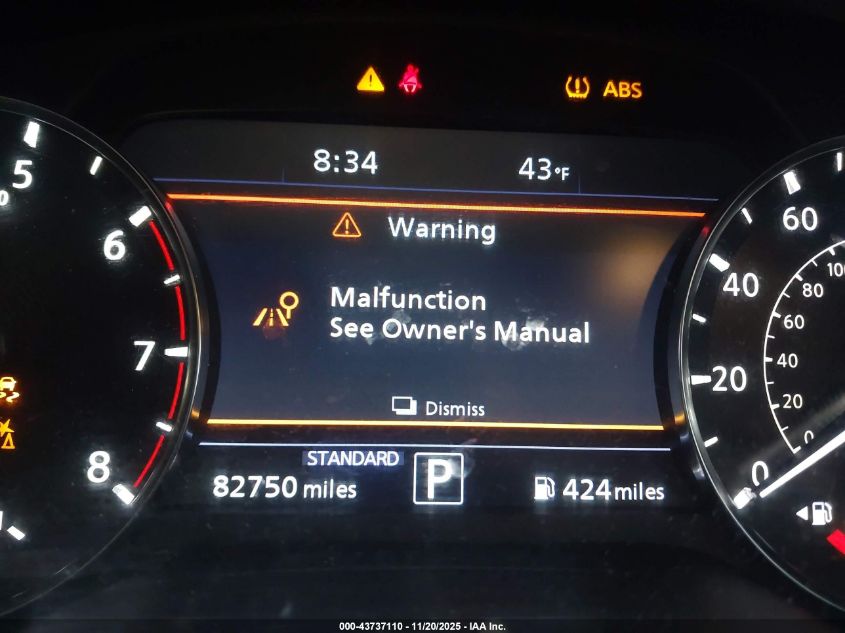 ABS
8:34
43°F
Warning
Malfunction
See Owner's Manual
Dismiss
STANDARD
82750 miles
P
424 miles
5
6
7
8
60
40
20
0
100
80
60
40
20
0
000-43737110 - 11/20/2025 - IAA Inc.